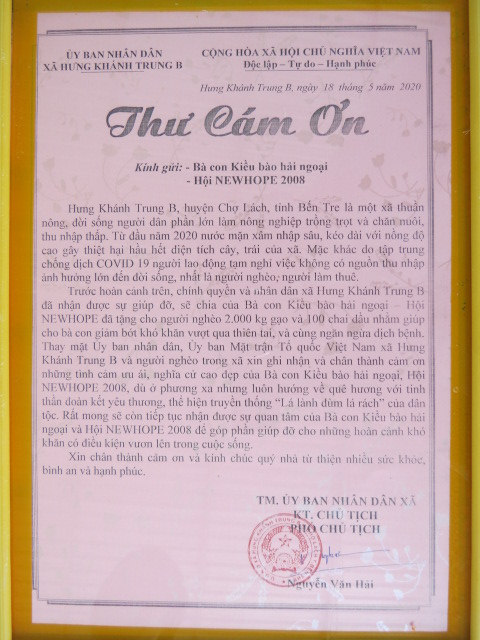 ỦY BAN NHÂN DÂN
XÃ HƯNG KHÁNH TRUNG B
CỘNG HÒA XÃ HỘI CHỦ NGHĨA VIỆT NAM
Độc lập – Tự do – Hạnh phúc
Hưng Khánh Trung B, ngày 18 tháng 5 năm 2020
Thư Cám Ơn
Kính gửi: - Bà con Kiều bào hải ngoại
- Hội NEWHOPE 2008
Hưng Khánh Trung B, huyện Chợ Lách, tỉnh Bến Tre là một xã thuần
nông, đời sống người dân phần lớn làm nông nghiệp trồng trọt và chăn nuôi,
thu nhập thấp. Từ đầu năm 2020 nước mặn xâm nhập sâu, kéo dài với nồng độ
cao gây thiệt hại hầu hết diện tích cây, trái của xã. Mặc khác do tập trung
chống dịch COVID 19 người lao động tạm nghỉ việc không có nguồn thu nhập
ảnh hưởng lớn đến đời sống, nhất là người nghèo, người làm thuê.
Trước hoàn cảnh trên, chính quyền và nhân dân xã Hưng Khánh Trung B
đã nhận được sự giúp đỡ, sẽ chia của Bà con Kiều bào hải ngoại – Hội
NEWHOPE đã tặng cho người nghèo 2.000 kg gạo và 100 chai dầu nhằm giúp
cho bà con giảm bớt khó khăn vượt qua thiên tai, và cùng ngăn ngừa dịch bệnh.
Thay mặt Ủy ban nhân dân, Ủy ban Mặt trận Tổ quốc Việt Nam xã Hưng
Khánh Trung B và người nghèo trong xã xin ghi nhận và chân thành cám ơn
những tình cảm ưu ái, nghĩa cử cao đẹp của Bà con Kiều bào hải ngoại, Hội
NEWHOPE 2008, dù ở phương xa nhưng luôn hướng về quê hương với tinh
thần đoàn kết yêu thương, thể hiện truyền thống “Lá lành đùm lá rách” của dân
tộc. Rất mong sẽ còn tiếp tục nhận được sự quan tâm của Bà con Kiều bào hải
ngoại và Hội NEWHOPE 2008 để góp phần giúp đỡ cho những hoàn cảnh khó
khăn có điều kiện vươn lên trong cuộc sống.
Xin chân thành cám ơn và kính chúc quý nhà từ thiện nhiều sức khỏe,
bình an và hạnh phúc.
TM. ỦY BAN NHÂN DÂN XÃ
KT. CHỦ TỊCH
PHÓ CHỦ TỊCH
Nguyễn Văn Hải